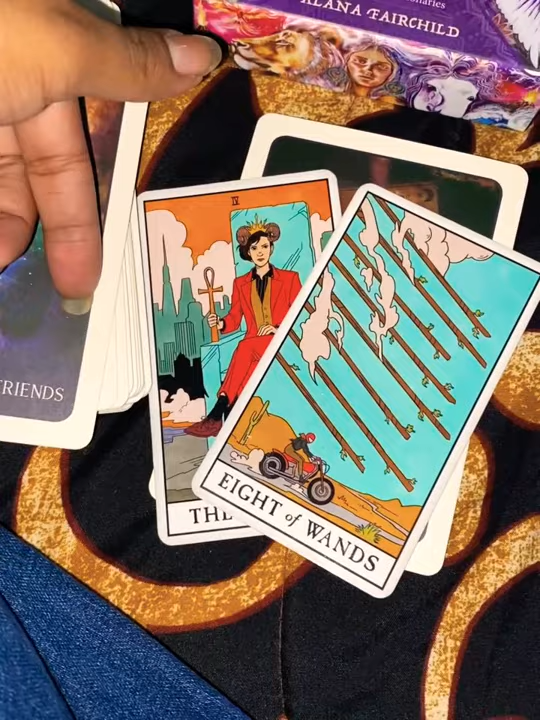 ALANA FAIRCHILD
IV
RIENDS
THE
EIGHT of WANDS